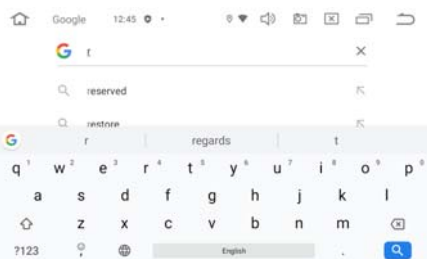 Google 12:45
r
reserved
restore
r regards t
q 1 w 2 e 3 r 4 t 5 y 6 u 7 i 8 o 9 p 0
a s d f g h j k l
z x c v b n m
?123 , English .